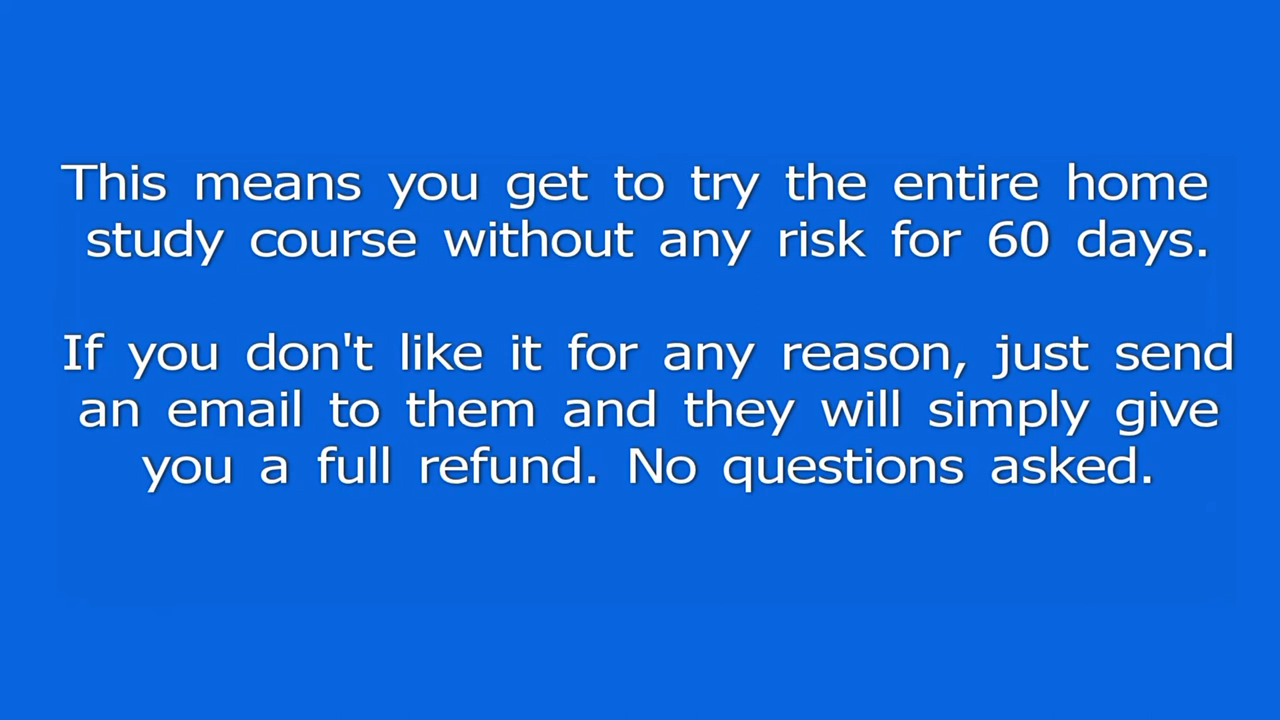 This means you get to try the entire home
study course without any risk for 60 days.
If you don't like it for any reason, just send
an email to them and they will simply give
you a full refund. No questions asked.